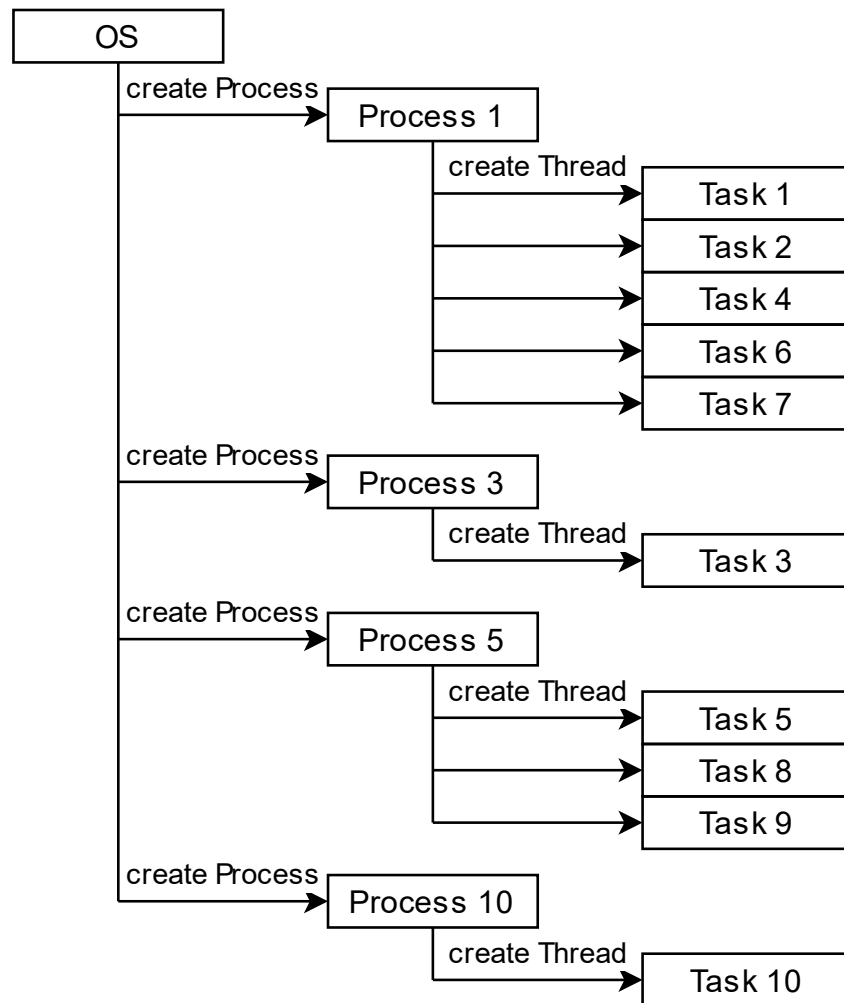 OS
create Process
Process 1
create Thread
Task 1
Task 2
Task 4
Task 6
Task 7
create Process
Process 3
create Thread
Task 3
create Process
Process 5
create Thread
Task 5
Task 8
Task 9
create Process
Process 10
create Thread
Task 10